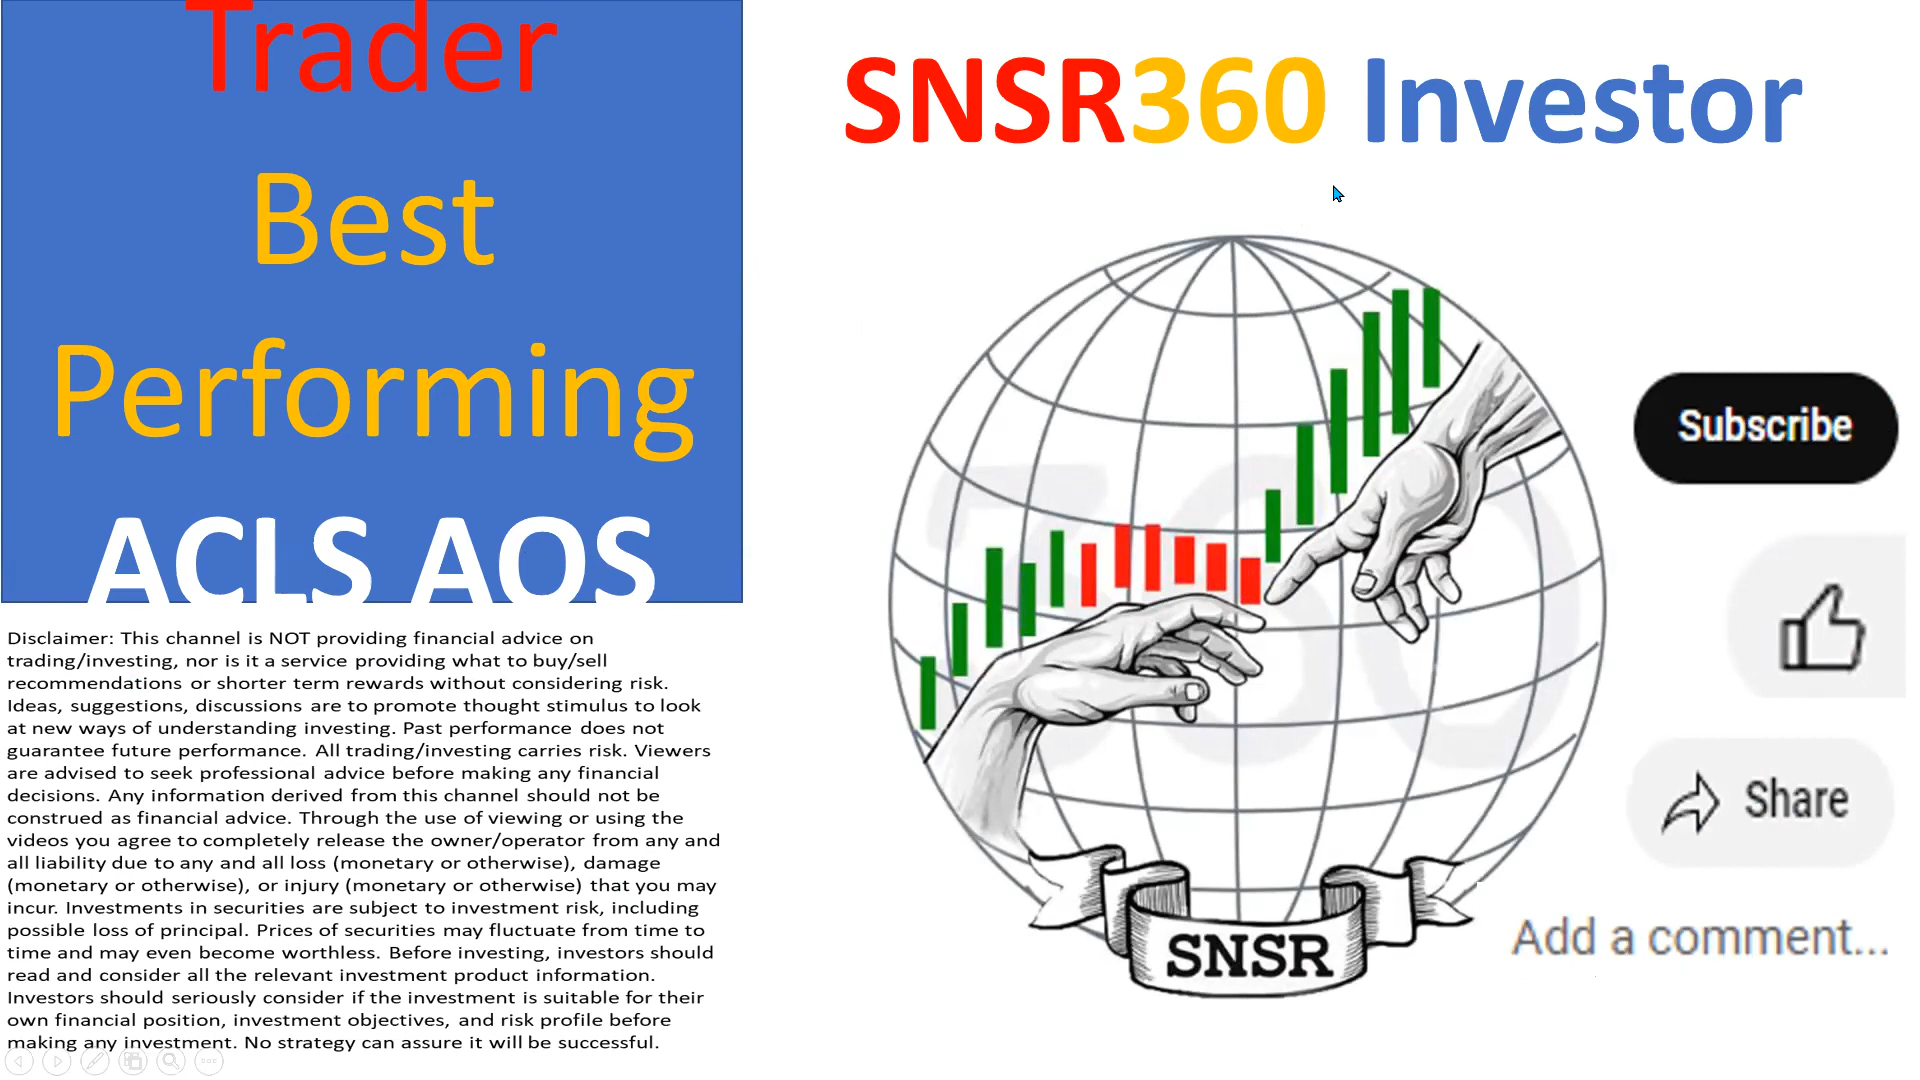 Trader
Best
Performing
ACLS AOS
SNSR360 Investor
Subscribe
Share
Add a comment...
SNSR
Disclaimer: This channel is NOT providing financial advice on
trading/investing, nor is it a service providing what to buy/sell
recommendations or shorter term rewards without considering risk.
Ideas, suggestions, discussions are to promote thought stimulus to look
at new ways of understanding investing. Past performance does not
guarantee future performance. All trading/investing carries risk. Viewers
are advised to seek professional advice before making any financial
decisions. Any information derived from this channel should not be
construed as financial advice. Through the use of viewing or using the
videos you agree to completely release the owner/operator from any and
all liability due to any and all loss (monetary or otherwise), damage
(monetary or otherwise), or injury (monetary or otherwise) that you may
incur. Investments in securities are subject to investment risk, including
possible loss of principal. Prices of securities may fluctuate from time to
time and may even become worthless. Before investing, investors should
read and consider all the relevant investment product information.
Investors should seriously consider if the investment is suitable for their
own financial position, investment objectives, and risk profile before
making any investment. No strategy can assure it will be successful.
360